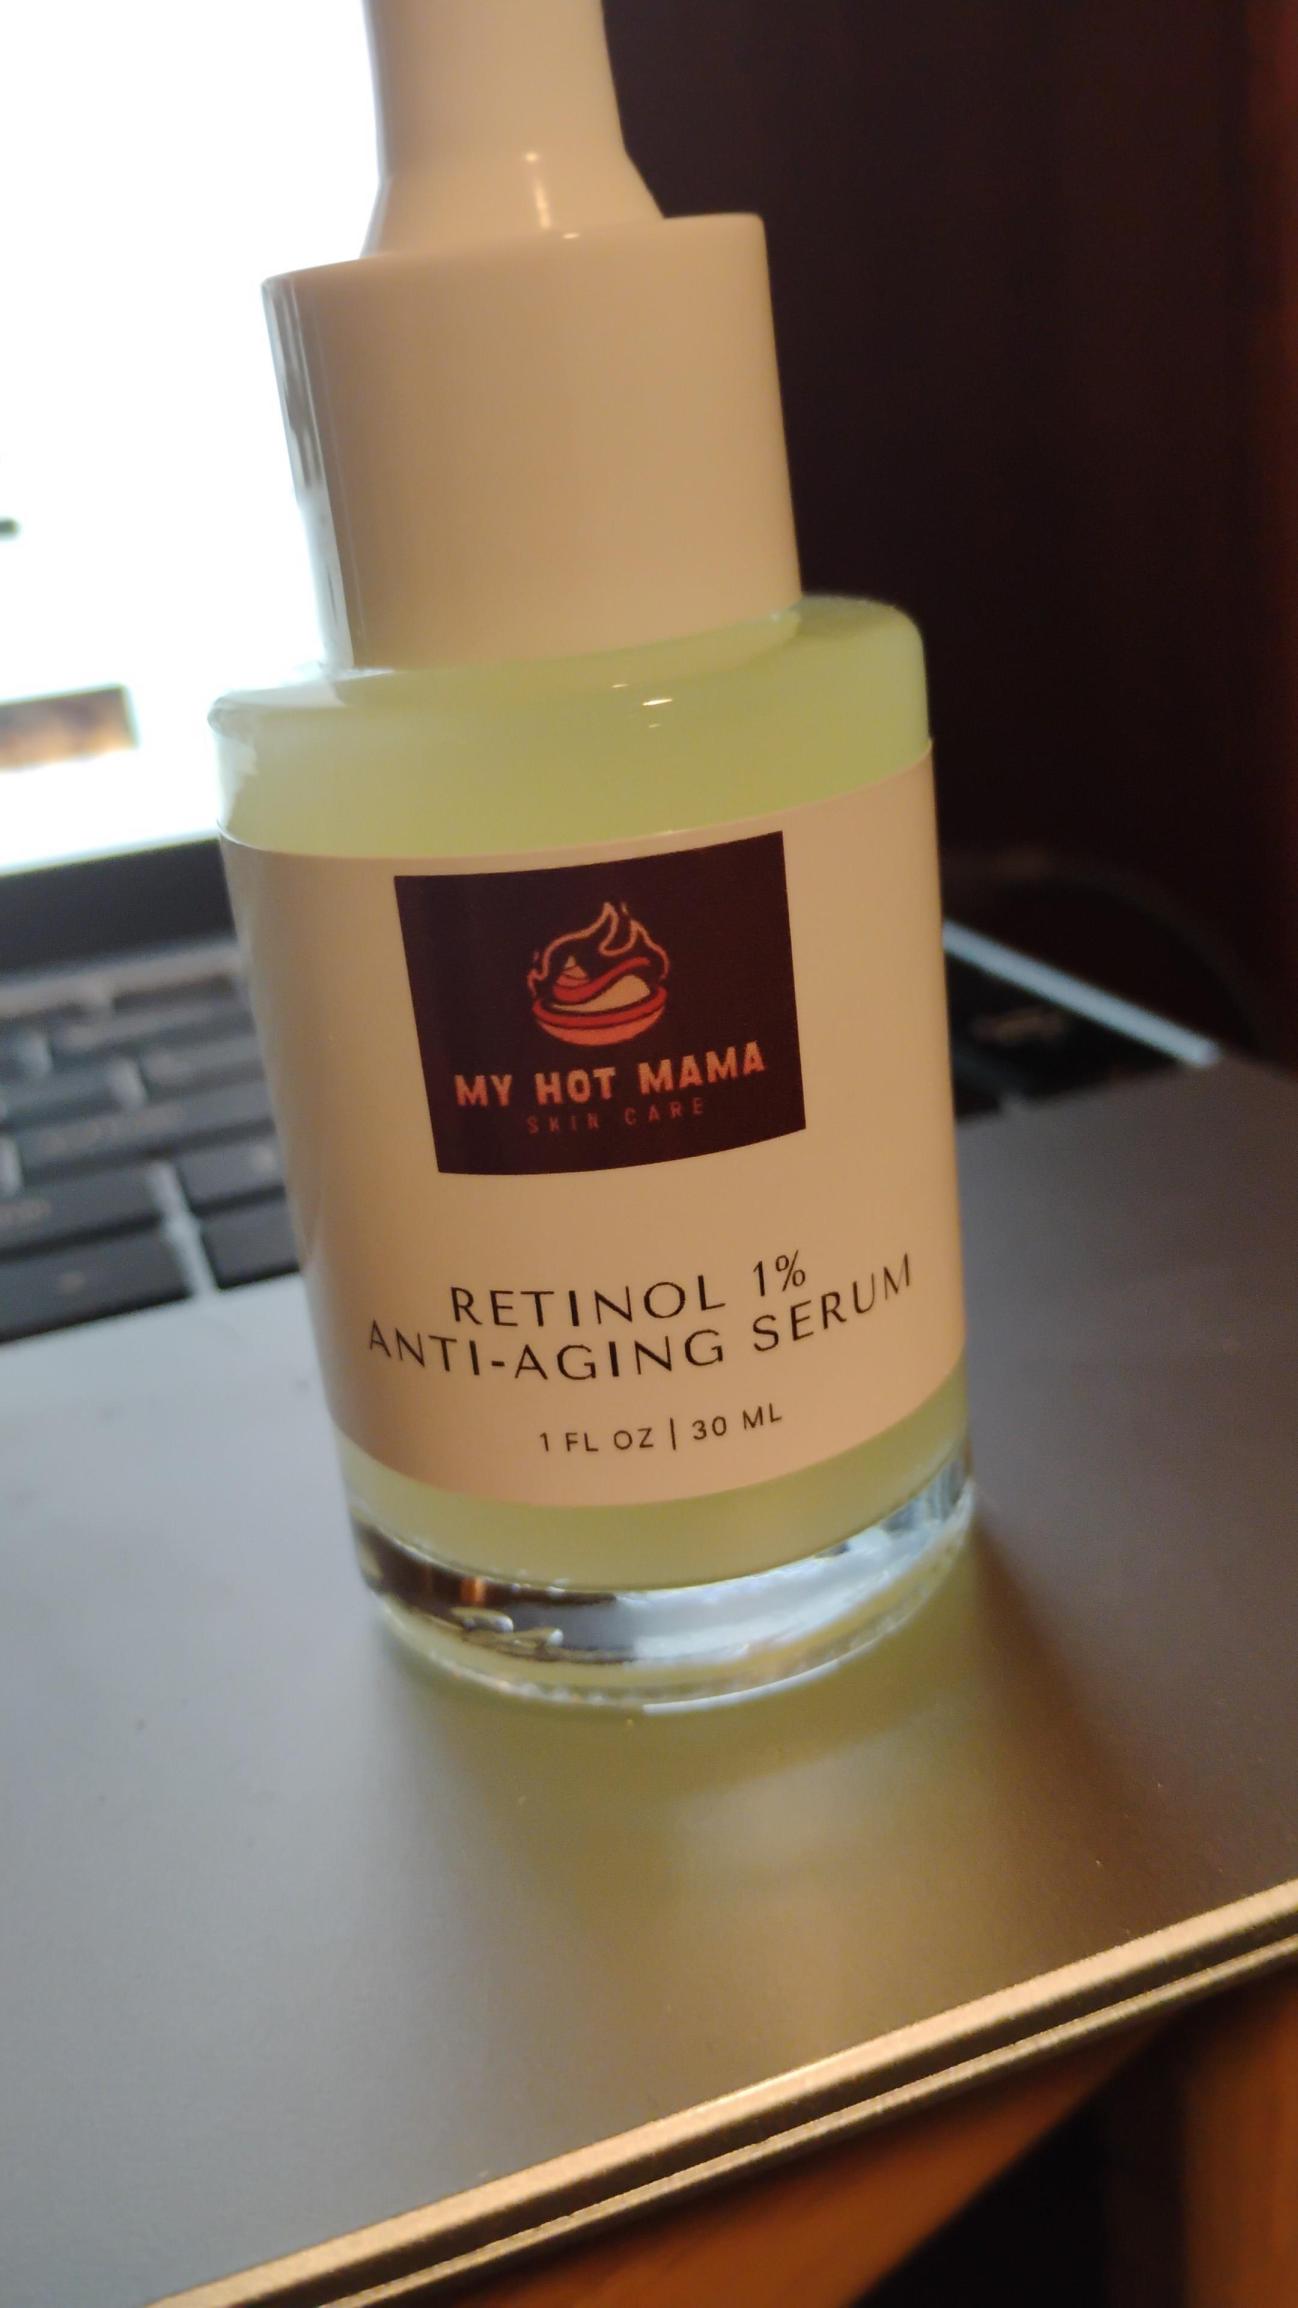 MY HOT MAMA
SKIN CARE
RETINOL 1%
ANTI-AGING SERUM
1 FL OZ | 30 ML